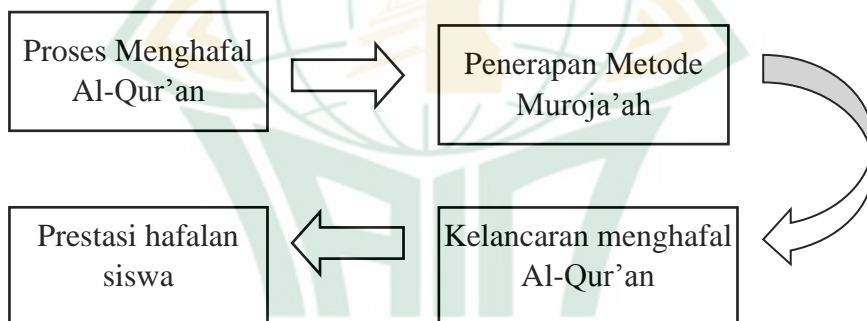 Proses Menghafal
Al-Qur’an
Penerapan Metode
Muroja’ah
Kelancaran menghafal
Al-Qur’an
Prestasi hafalan
siswa